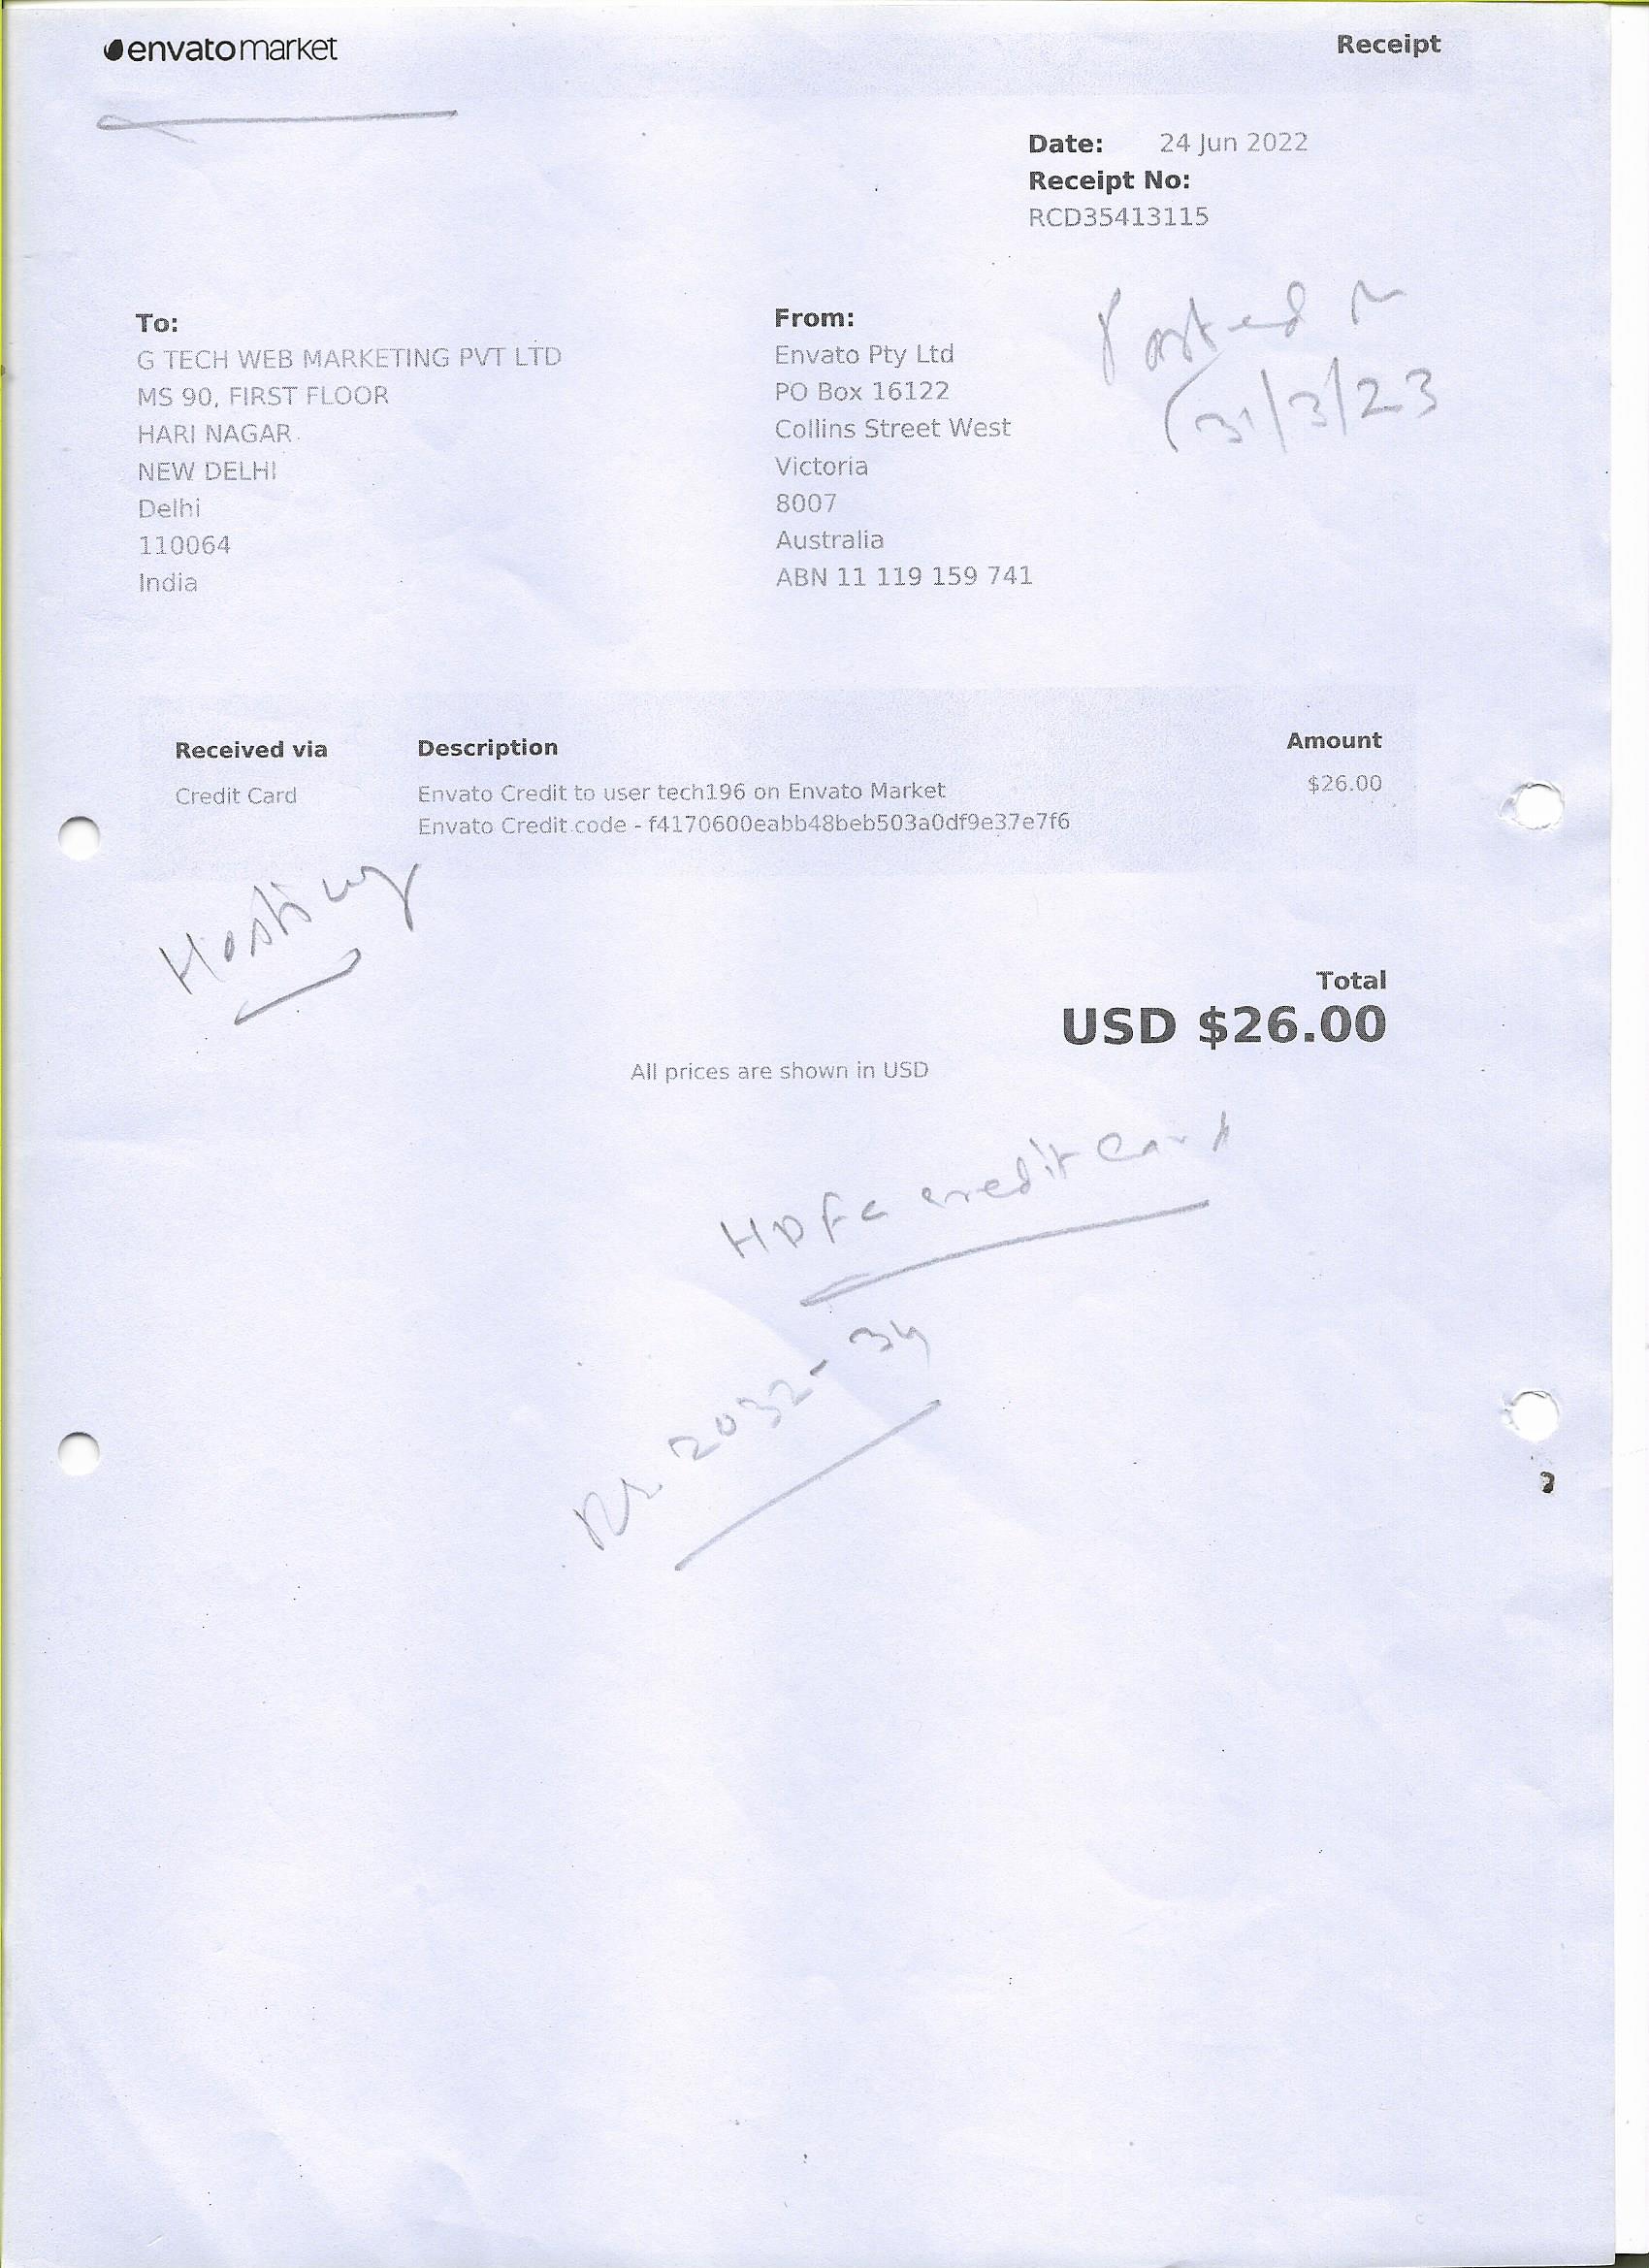 envatomarket
Receipt
Date: 24 Jun 2022
Receipt No:
RCD35413115
To:
G TECH WEB MARKETING PVT LTD
MS 90, FIRST FLOOR
HARI NAGAR
NEW DELHI
Delhi
110064
India
From:
Envato Pty Ltd
PO Box 16122
Collins Street West
Victoria
8007
Australia
ABN 11 119 159 741
Posted
31/3/23
Received via Description Amount
Credit Card Envato Credit to user tech196 on Envato Market $26.00
Envato Credit code - f4170600eabb48beb503a0df9e37e7f6
Hosting
Total
USD $26.00
All prices are shown in USD
HDFC credit card
Rs. 2032-34